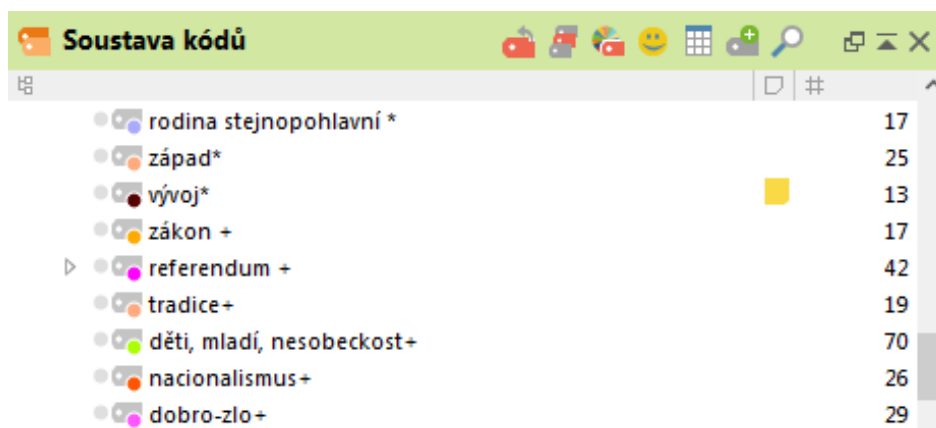 Soustava kódů
#
rodina stejnopohlavní * 17
západ* 25
vývoj* 13
zákon + 17
referendum + 42
tradice+ 19
děti, mladí, nesobeckost+ 70
nacionalismus+ 26
dobro-zlo+ 29